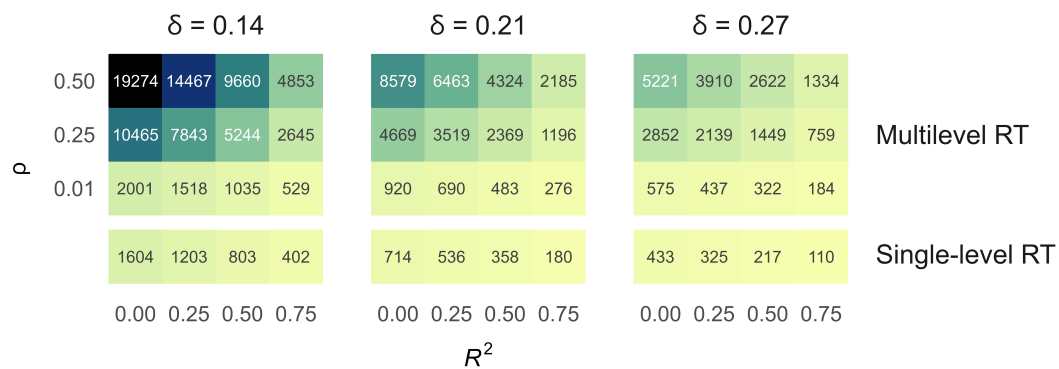 δ = 0.14 δ = 0.21 δ = 0.27
0.50 19274 14467 9660 4853 8579 6463 4324 2185 5221 3910 2622 1334
0.25 10465 7843 5244 2645 4669 3519 2369 1196 2852 2139 1449 759 Multilevel RT
ρ
0.01 2001 1518 1035 529 920 690 483 276 575 437 322 184
1604 1203 803 402 714 536 358 180 433 325 217 110 Single-level RT
0.00 0.25 0.50 0.75 0.00 0.25 0.50 0.75 0.00 0.25 0.50 0.75
R²